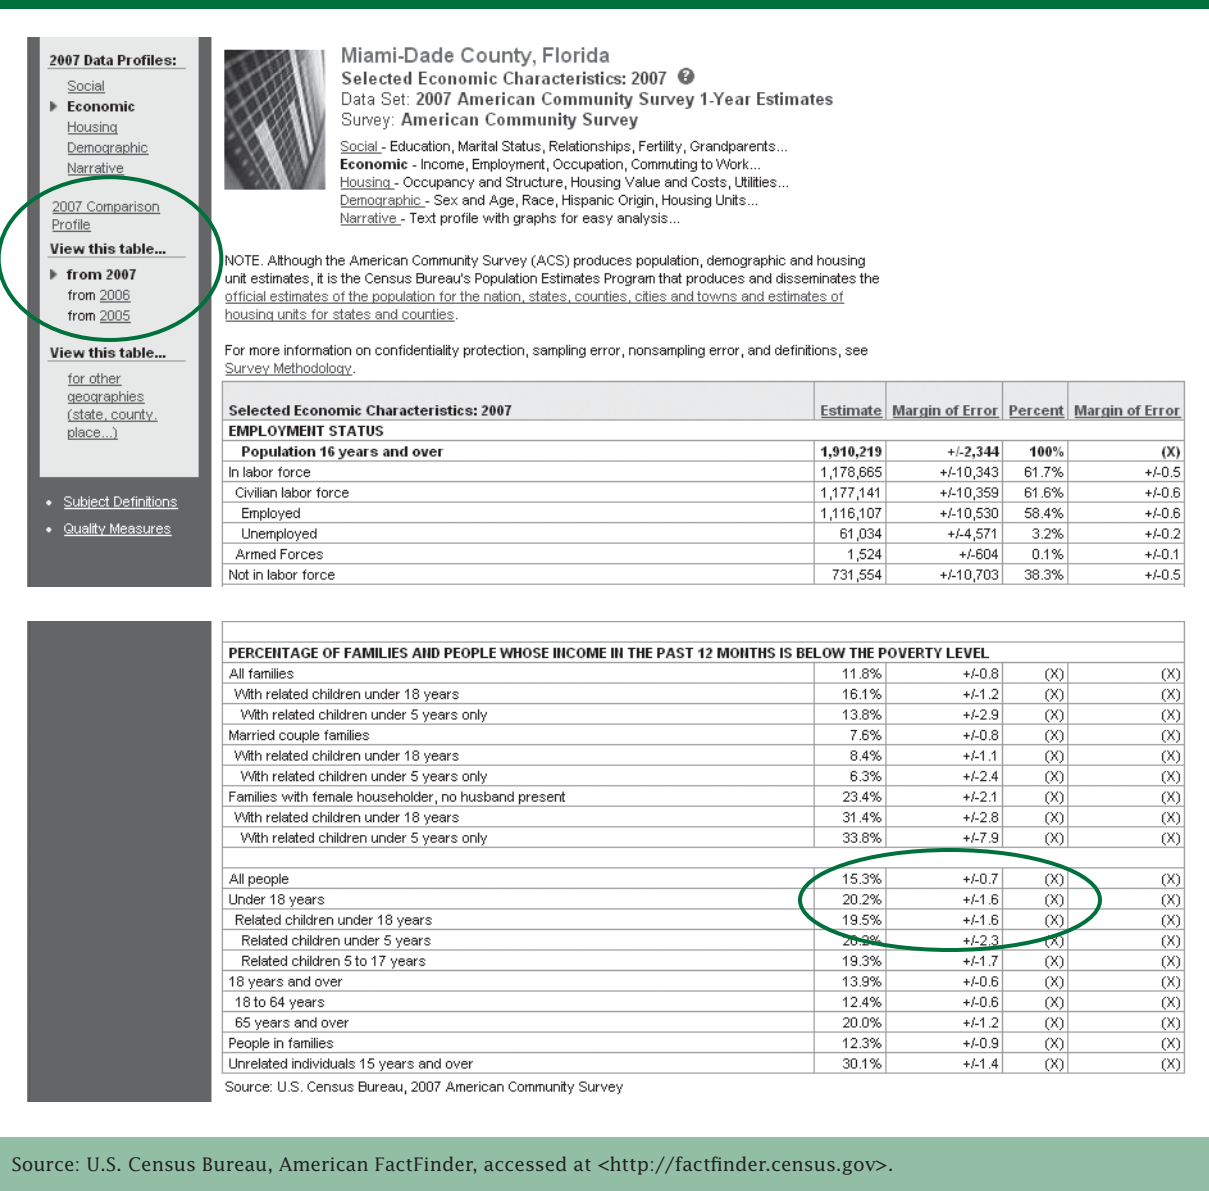 2007 Data Profiles:
Social
Economic
Housing
Demographic
Narrative
2007 Comparison
Profile
View this table...
from 2007
from 2006
from 2005
View this table...
for other
geographies
(state, county,
place...)
• Subject Definitions
• Quality Measures
Miami-Dade County, Florida
Selected Economic Characteristics: 2007 ?
Data Set: 2007 American Community Survey 1-Year Estimates
Survey: American Community Survey
Social - Education, Marital Status, Relationships, Fertility, Grandparents...
Economic - Income, Employment, Occupation, Commuting to Work...
Housing - Occupancy and Structure, Housing Value and Costs, Utilities...
Demographic - Sex and Age, Race, Hispanic Origin, Housing Units...
Narrative - Text profile with graphs for easy analysis...
NOTE. Although the American Community Survey (ACS) produces population, demographic and housing
unit estimates, it is the Census Bureau's Population Estimates Program that produces and disseminates the
official estimates of the population for the nation, states, counties, cities and towns and estimates of
housing units for states and counties.
For more information on confidentiality protection, sampling error, nonsampling error, and definitions, see
Survey Methodology.
Selected Economic Characteristics: 2007 Estimate Margin of Error Percent Margin of Error
EMPLOYMENT STATUS
Population 16 years and over 1,910,219 +/-2,344 100% (X)
In labor force 1,178,665 +/-10,343 61.7% +/-0.5
Civilian labor force 1,177,141 +/-10,359 61.6% +/-0.6
Employed 1,116,107 +/-10,530 58.4% +/-0.6
Unemployed 61,034 +/-4,571 3.2% +/-0.2
Armed Forces 1,524 +/-604 0.1% +/-0.1
Not in labor force 731,554 +/-10,703 38.3% +/-0.5
PERCENTAGE OF FAMILIES AND PEOPLE WHOSE INCOME IN THE PAST 12 MONTHS IS BELOW THE POVERTY LEVEL
All families 11.8% +/-0.8 (X) (X)
With related children under 18 years 16.1% +/-1.2 (X) (X)
With related children under 5 years only 13.8% +/-2.9 (X) (X)
Married couple families 7.6% +/-0.8 (X) (X)
With related children under 18 years 8.4% +/-1.1 (X) (X)
With related children under 5 years only 6.3% +/-2.4 (X) (X)
Families with female householder, no husband present 23.4% +/-2.1 (X) (X)
With related children under 18 years 31.4% +/-2.8 (X) (X)
With related children under 5 years only 33.8% +/-7.9 (X) (X)
All people 15.3% +/-0.7 (X) (X)
Under 18 years 20.2% +/-1.6 (X) (X)
Related children under 18 years 19.5% +/-1.6 (X) (X)
Related children under 5 years +/-2.3 (X) (X)
Related children 5 to 17 years 19.3% +/-1.7 (X) (X)
18 years and over 13.9% +/-0.6 (X) (X)
18 to 64 years 12.4% +/-0.6 (X) (X)
65 years and over 20.0% +/-1.2 (X) (X)
People in families 12.3% +/-0.9 (X) (X)
Unrelated individuals 15 years and over 30.1% +/-1.4 (X) (X)
Source: U.S. Census Bureau, 2007 American Community Survey
Source: U.S. Census Bureau, American FactFinder, accessed at <http://factfinder.census.gov>.